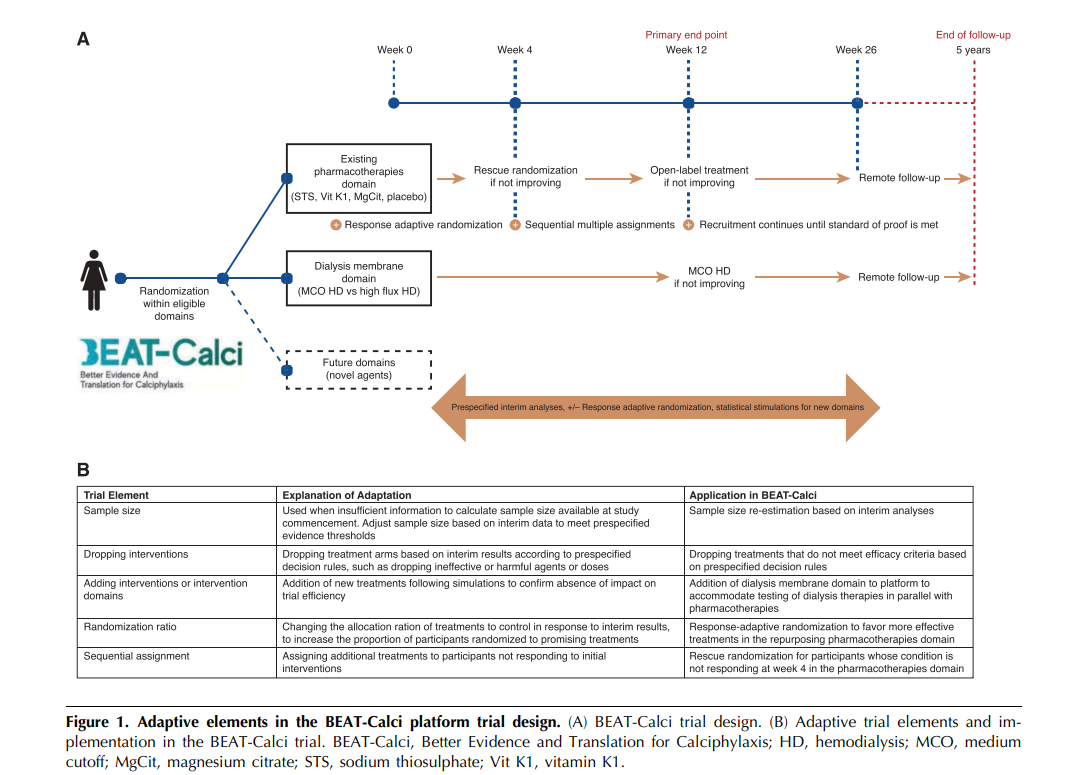 A
Primary end point
End of follow-up
Week 0
Week 4
Week 12
Week 26
5 years
Existing
pharmacotherapies
domain
(STS, Vit K1, MgCit, placebo)
Rescue randomization
if not improving
Open-label treatment
if not improving
Remote follow-up
+ Response adaptive randomization
+ Sequential multiple assignments
+ Recruitment continues until standard of proof is met
Dialysis membrane
domain
(MCO HD vs high flux HD)
MCO HD
if not improving
Remote follow-up
Randomization
within eligible
domains
BEAT-Calci
Better Evidence And
Translation for Calciphylaxis
Future domains
(novel agents)
Prespecified interim analyses, +/– Response adaptive randomization, statistical stimulations for new domains
B
Trial Element
Explanation of Adaptation
Application in BEAT-Calci
Sample size
Used when insufficient information to calculate sample size available at study
commencement. Adjust sample size based on interim data to meet prespecified
evidence thresholds
Sample size re-estimation based on interim analyses
Dropping interventions
Dropping treatment arms based on interim results according to prespecified
decision rules, such as dropping ineffective or harmful agents or doses
Dropping treatments that do not meet efficacy criteria based
on prespecified decision rules
Adding interventions or intervention
domains
Addition of new treatments following simulations to confirm absence of impact on
trial efficiency
Addition of dialysis membrane domain to platform to
accommodate testing of dialysis therapies in parallel with
pharmacotherapies
Randomization ratio
Changing the allocation ration of treatments to control in response to interim results,
to increase the proportion of participants randomized to promising treatments
Response-adaptive randomization to favor more effective
treatments in the repurposing pharmacotherapies domain
Sequential assignment
Assigning additional treatments to participants not responding to initial
interventions
Rescue randomization for participants whose condition is
not responding at week 4 in the pharmacotherapies domain
Figure 1. Adaptive elements in the BEAT-Calci platform trial design. (A) BEAT-Calci trial design. (B) Adaptive trial elements and im-
plementation in the BEAT-Calci trial. BEAT-Calci, Better Evidence and Translation for Calciphylaxis; HD, hemodialysis; MCO, medium
cutoff; MgCit, magnesium citrate; STS, sodium thiosulphate; Vit K1, vitamin K1.